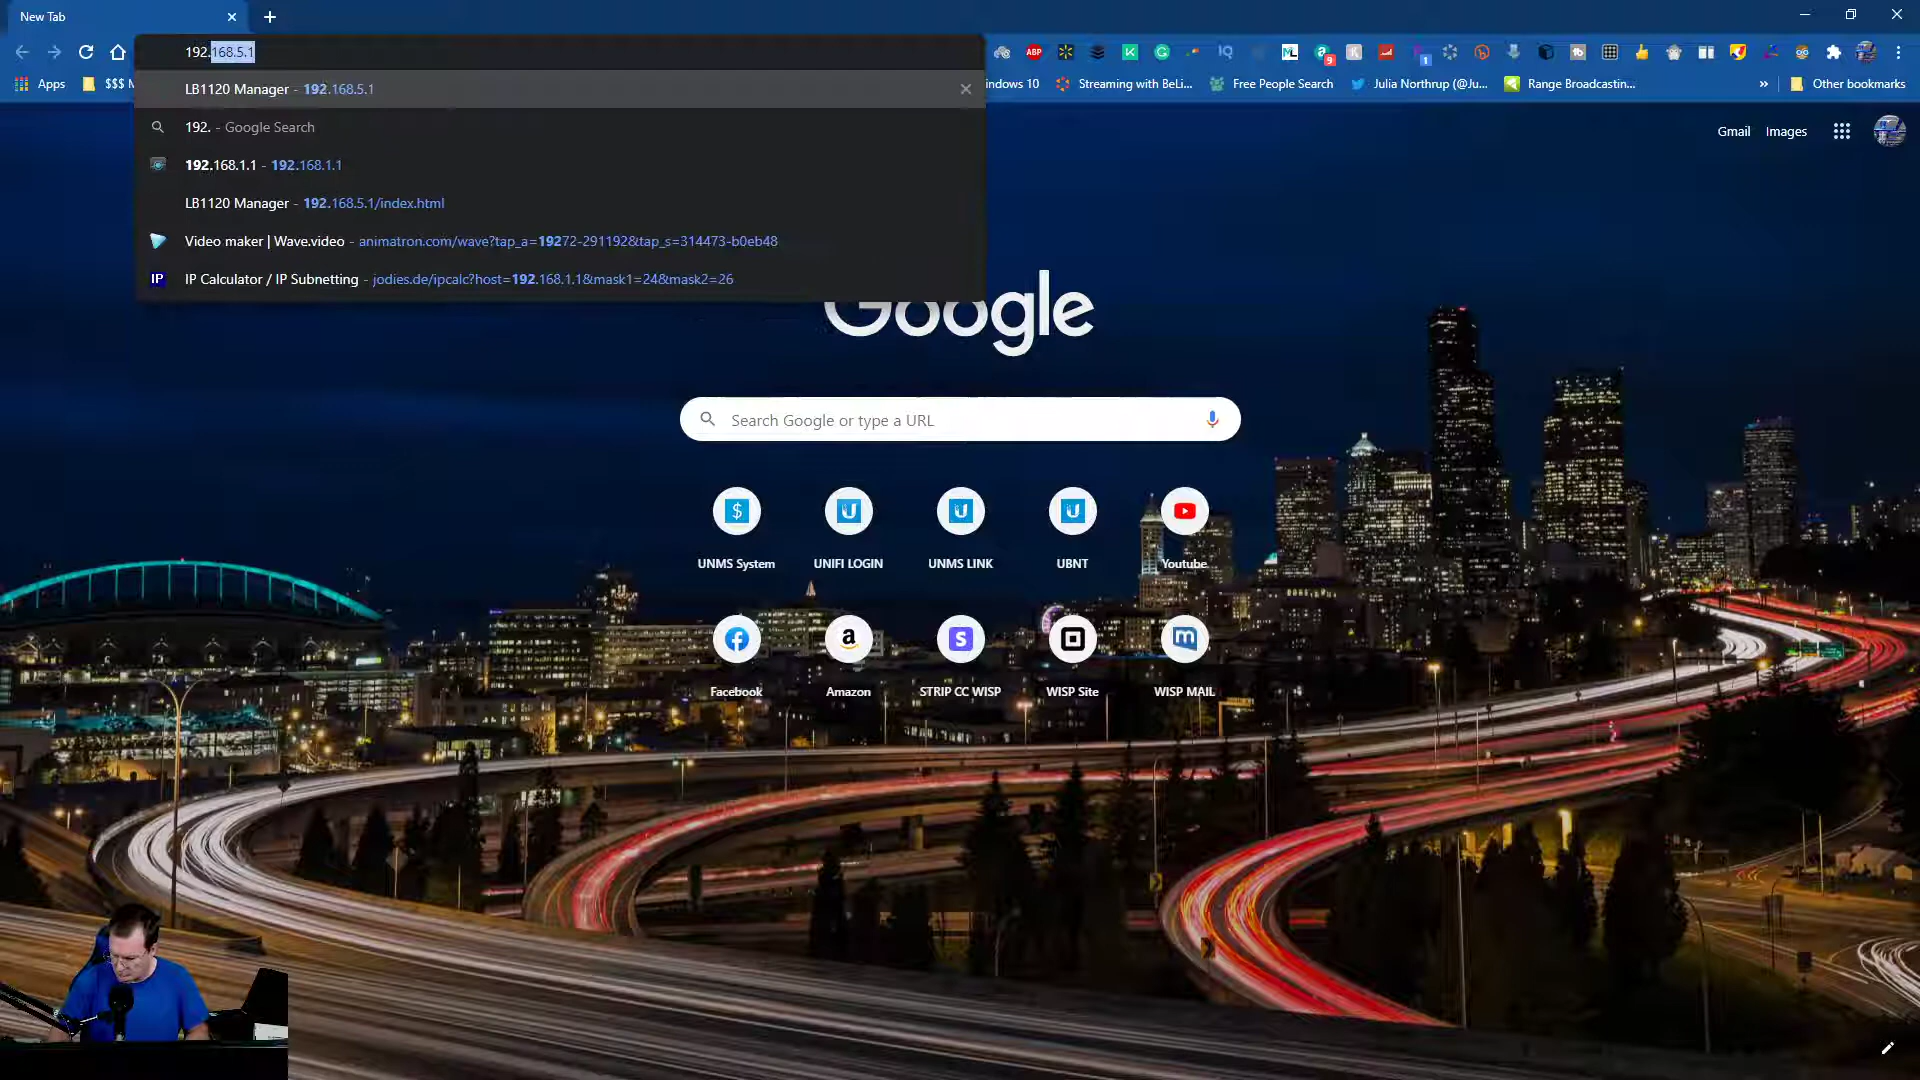 New Tab
192.168.5.1
LB1120 Manager - 192.168.5.1
192. - Google Search
192.168.1.1 - 192.168.1.1
LB1120 Manager - 192.168.5.1/index.html
Video maker | Wave.video - animatron.com/wave?tap_a=19272-291192&tap_s=314473-b0eb48
IP IP Calculator / IP Subnetting - jodies.de/ipcalc?host=192.168.1.1&mask1=24&mask2=26
ABP
IQ
ML
9
1
Apps
$$$ M
indows 10
Streaming with BeLi...
Free People Search
Julia Northrup (@Ju...
Range Broadcastin...
»
Other bookmarks
Gmail
Images
Google
Search Google or type a URL
UNMS System
UNIFI LOGIN
UNMS LINK
UBNT
Youtube
Facebook
Amazon
STRIP CC WISP
WISP Site
WISP MAIL